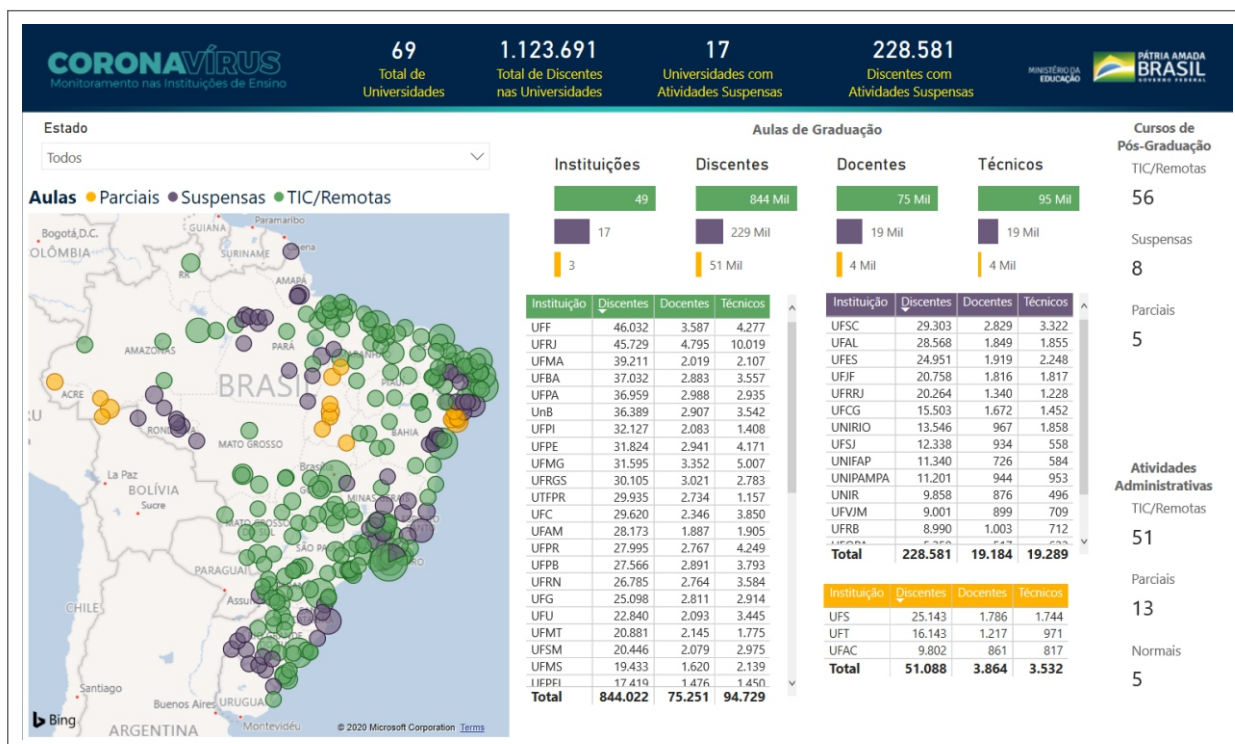 CORONAVÍRUS
Monitoramento nas Instituições de Ensino
69
Total de
Universidades
1.123.691
Total de Discentes
nas Universidades
17
Universidades com
Atividades Suspensas
228.581
Discentes com
Atividades Suspensas
MINISTÉRIO DA
EDUCAÇÃO
PÁTRIA AMADA
BRASIL
GOVERNO FEDERAL
Estado
Todos
Aulas Parciais Suspensas TIC/Remotas
Paramaribo
GUIANA
Bogotá,D.C.
OLÔMBIA
SURINAME
RR
AMAPÁ
AMAZONAS
PARÁ
PIAUÍ
ACRE
BRASIL
BAHIA
MATO GROSSO
Brasília
La Paz
BOLÍVIA
Sucre
MINAS GERAIS
MATO GROSSO
DO SUL
SÃO PAU
PARAGUAI
CHILE
Santiago
Buenos Aires
URUGUAI
Montevidéu
ARGENTINA
Bing
© 2020 Microsoft Corporation Terms
Aulas de Graduação
Instituições Discentes Docentes Técnicos
49 844 Mil 75 Mil 95 Mil
17 229 Mil 19 Mil 19 Mil
3 51 Mil 4 Mil 4 Mil
Instituição Discentes Docentes Técnicos
UFF 46.032 3.587 4.277
UFRJ 45.729 4.795 10.019
UFMA 39.211 2.019 2.107
UFBA 37.032 2.883 3.557
UFPA 36.959 2.988 2.935
UnB 36.389 2.907 3.542
UFPI 32.127 2.083 1.408
UFPE 31.824 2.941 4.171
UFMG 31.595 3.352 5.007
UFRGS 30.105 3.021 2.783
UTFPR 29.935 2.734 1.157
UFC 29.620 2.346 3.850
UFAM 28.173 1.887 1.905
UFPR 27.995 2.767 4.249
UFPB 27.566 2.891 3.793
UFRN 26.785 2.764 3.584
UFG 25.098 2.811 2.914
UFU 22.840 2.093 3.445
UFMT 20.881 2.145 1.775
UFSM 20.446 2.079 2.975
UFMS 19.433 1.620 2.139
UFPEL 17.419 1.476 1.450
Total 844.022 75.251 94.729
Instituição Discentes Docentes Técnicos
UFSC 29.303 2.829 3.322
UFAL 28.568 1.849 1.855
UFES 24.951 1.919 2.248
UFJF 20.758 1.816 1.817
UFRRJ 20.264 1.340 1.228
UFCG 15.503 1.672 1.452
UNIRIO 13.546 967 1.858
UFSJ 12.338 934 558
UNIFAP 11.340 726 584
UNIPAMPA 11.201 944 953
UNIR 9.858 876 496
UFVJM 9.001 899 709
UFRB 8.990 1.003 712
Total 228.581 19.184 19.289
Instituição Discentes Docentes Técnicos
UFS 25.143 1.786 1.744
UFT 16.143 1.217 971
UFAC 9.802 861 817
Total 51.088 3.864 3.532
Cursos de
Pós-Graduação
TIC/Remotas
56
Suspensas
8
Parciais
5
Atividades
Administrativas
TIC/Remotas
51
Parciais
13
Normais
5